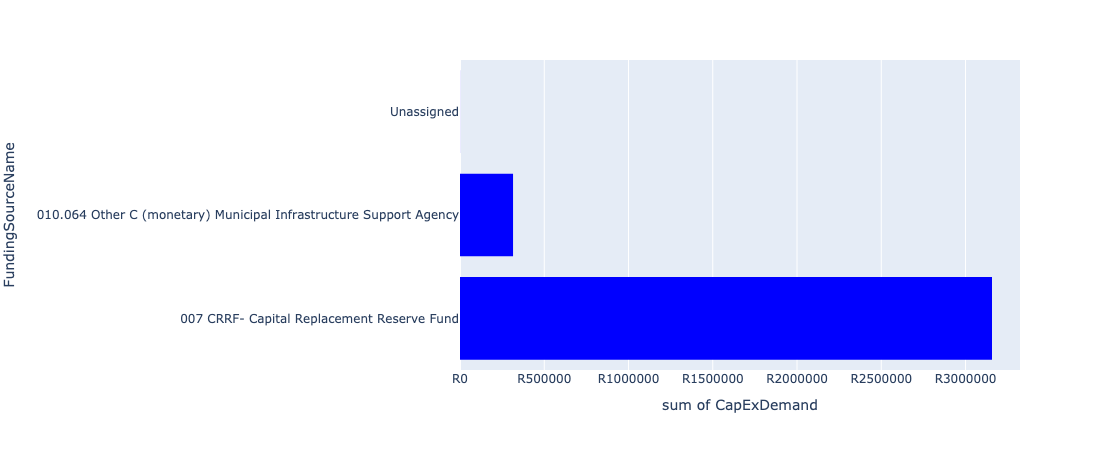 FundingSourceName
Unassigned
010.064 Other C (monetary) Municipal Infrastructure Support Agency
007 CRRF- Capital Replacement Reserve Fund
R0 R500000 R1000000 R1500000 R2000000 R2500000 R3000000
sum of CapExDemand